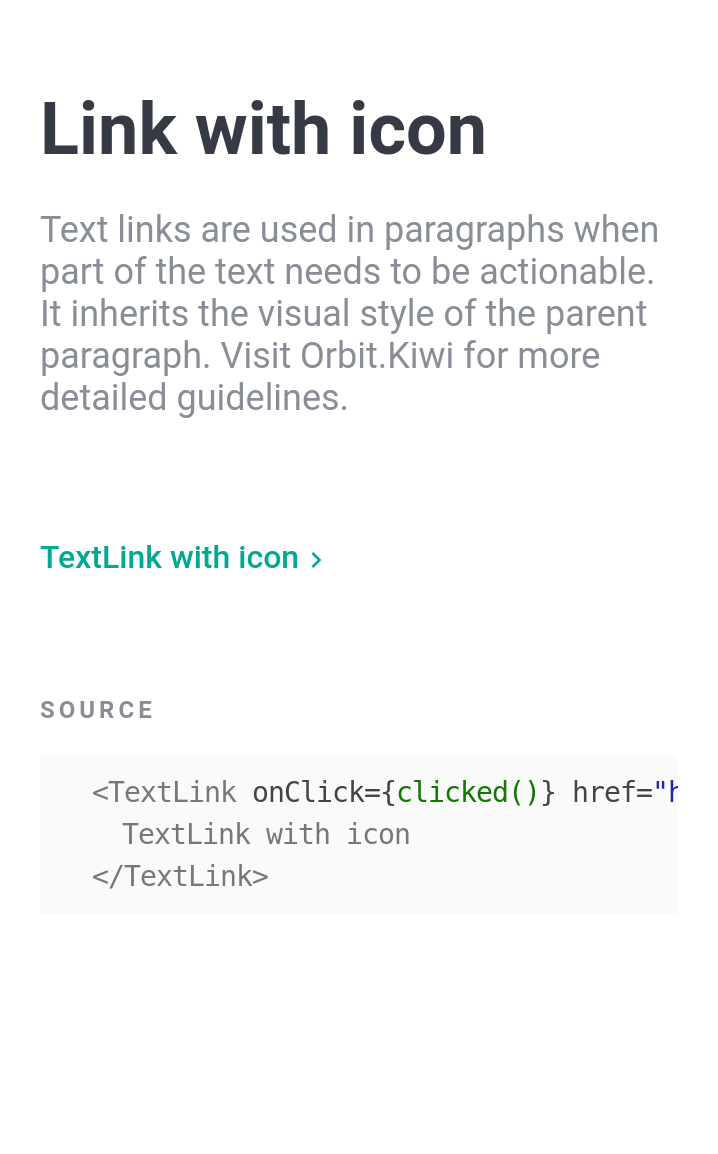 Link with icon
Text links are used in paragraphs when
part of the text needs to be actionable.
It inherits the visual style of the parent
paragraph. Visit Orbit.Kiwi for more
detailed guidelines.
TextLink with icon
SOURCE
<TextLink onClick={clicked()} href="h
TextLink with icon
</TextLink>